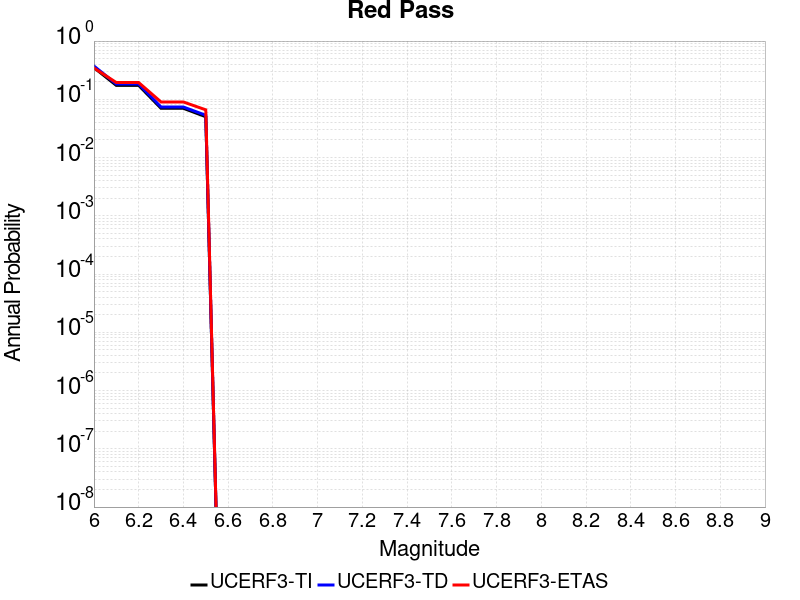 Red Pass
Annual Probability
10^0
10^-1
10^-2
10^-3
10^-4
10^-5
10^-6
10^-7
10^-8
6 6.2 6.4 6.6 6.8 7 7.2 7.4 7.6 7.8 8 8.2 8.4 8.6 8.8 9
Magnitude
UCERF3-TI UCERF3-TD UCERF3-ETAS